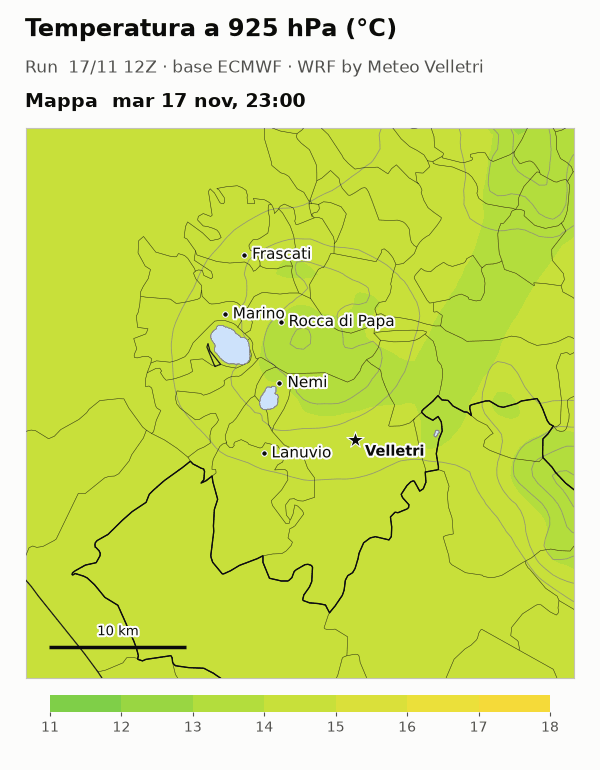 Temperatura a 925 hPa (°C)
Run  17/11 12Z · base ECMWF · WRF by Meteo Velletri
Mappa  mar 17 nov, 23:00
Frascati
Marino
Rocca di Papa
Nemi
Velletri
Lanuvio
10 km
11 12 13 14 15 16 17 18